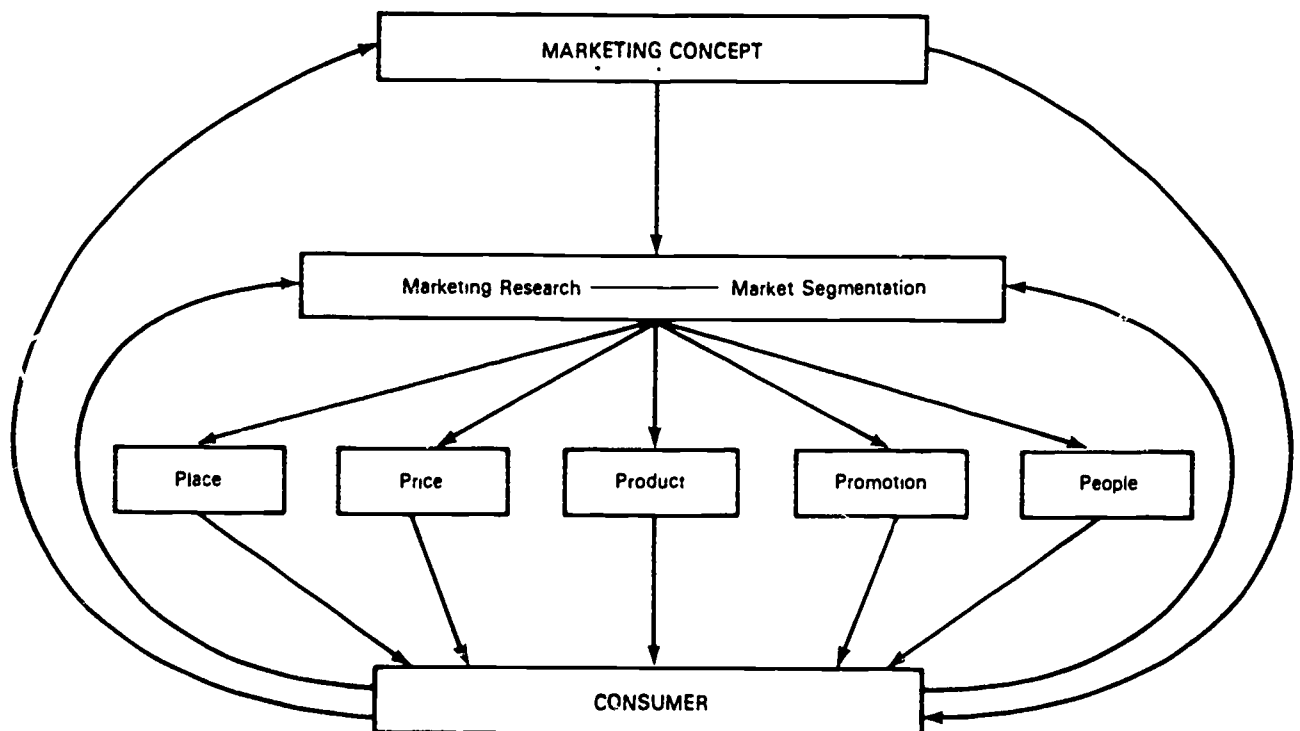 MARKETING CONCEPT
Marketing Research Market Segmentation
Place
Price
Product
Promotion
People
CONSUMER